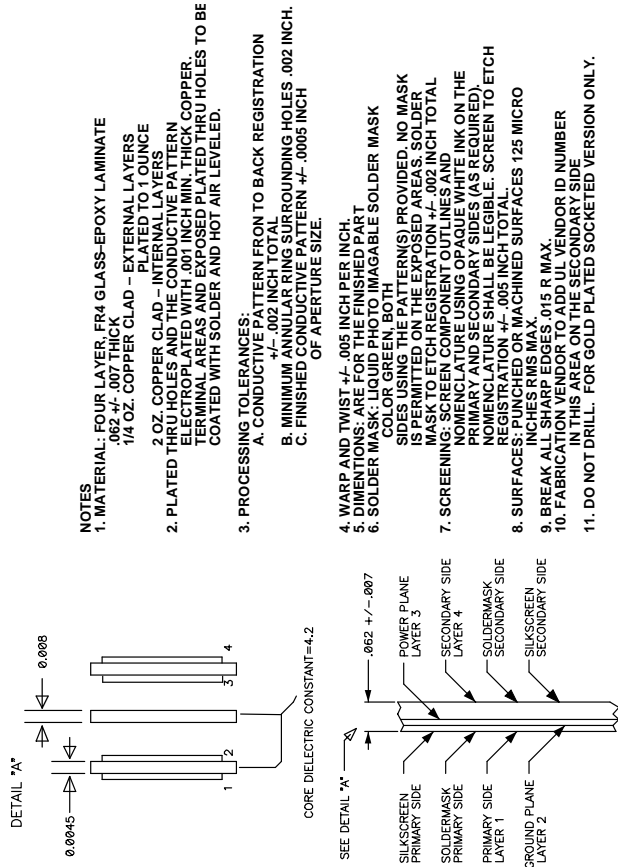 NOTES
1. MATERIAL: FOUR LAYER, FR4 GLASS-EPOXY LAMINATE
.062 +/- .007 THICK
1/4 OZ. COPPER CLAD – EXTERNAL LAYERS
PLATED TO 1 OUNCE
2 OZ. COPPER CLAD – INTERNAL LAYERS
2. PLATED THRU HOLES AND THE CONDUCTIVE PATTERN
ELECTROPLATED WITH .001 INCH MIN. THICK COPPER.
TERMINAL AREAS AND EXPOSED PLATED THRU HOLES TO BE
COATED WITH SOLDER AND HOT AIR LEVELED.
3. PROCESSING TOLERANCES:
A. CONDUCTIVE PATTERN FRON TO BACK REGISTRATION
+/- .002 INCH TOTAL
B. MINIMUM ANNULAR RING SURROUNDING HOLES .002 INCH.
C. FINISHED CONDUCTIVE PATTERN +/- .0005 INCH
OF APERTURE SIZE.
4. WARP AND TWIST +/- .005 INCH PER INCH.
5. DIMENTIONS: ARE FOR THE FINISHED PART
6. SOLDER MASK: LIQUID PHOTO IMAGABLE SOLDER MASK
COLOR GREEN, BOTH
SIDES USING THE PATTERN(S) PROVIDED. NO MASK
IS PERMITTED ON THE EXPOSED AREAS, SOLDER
MASK TO ETCH REGISTRATION +/- .002 INCH TOTAL
7. SCREENING: SCREEN COMPONENT OUTLINES AND
NOMENCLATURE USING OPAQUE WHITE INK ON THE
PRIMARY AND SECONDARY SIDES (AS REQUIRED).
NOMENCLATURE SHALL BE LEGIBLE. SCREEN TO ETCH
REGISTRATION +/- .005 INCH TOTAL.
8. SURFACES: PUNCHED OR MACHINED SURFACES 125 MICRO
INCHES RMS MAX.
9. BREAK ALL SHARP EDGES .015 R MAX.
10. FABRICATION VENDOR TO ADD UL VENDOR ID NUMBER
IN THIS AREA ON THE SECONDARY SIDE
11. DO NOT DRILL. FOR GOLD PLATED SOCKETED VERSION ONLY.
DETAIL "A"
0.0045
0.008
1
2
3
4
CORE DIELECTRIC CONSTANT=4.2
SEE DETAIL "A"
.062 +/-.007
SILKSCREEN
PRIMARY SIDE
SOLDERMASK
PRIMARY SIDE
PRIMARY SIDE
LAYER 1
GROUND PLANE
LAYER 2
POWER PLANE
LAYER 3
SECONDARY SIDE
LAYER 4
SOLDERMASK
SECONDARY SIDE
SILKSCREEN
SECONDARY SIDE